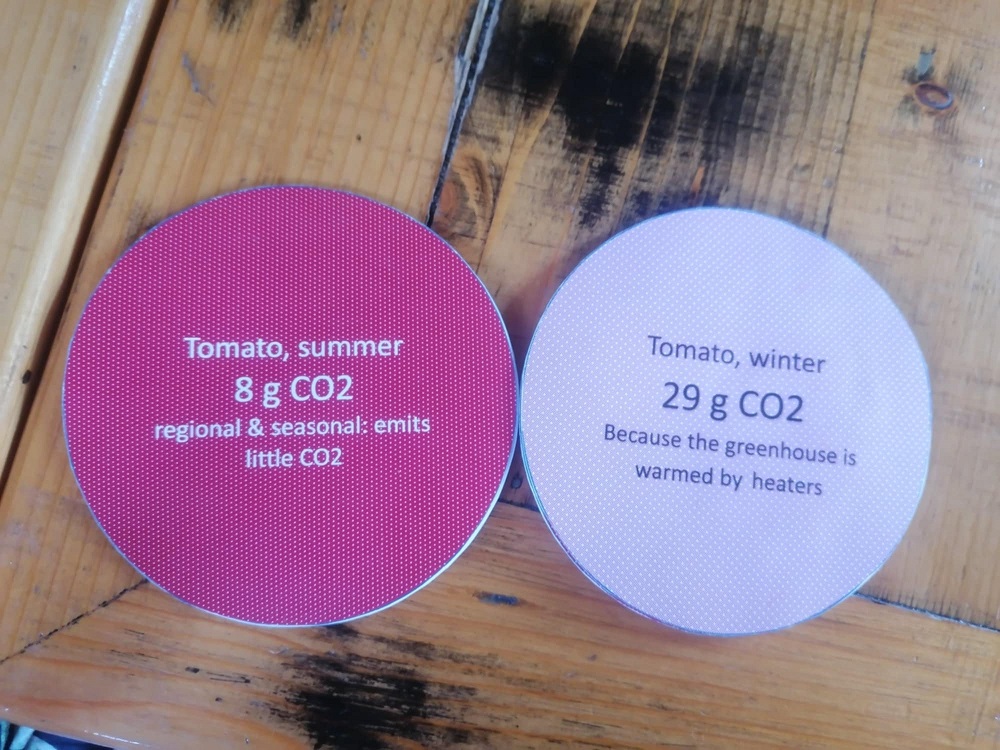 Tomato, summer
8 g CO2
regional & seasonal: emits
little CO2
Tomato, winter
29 g CO2
Because the greenhouse is
warmed by heaters